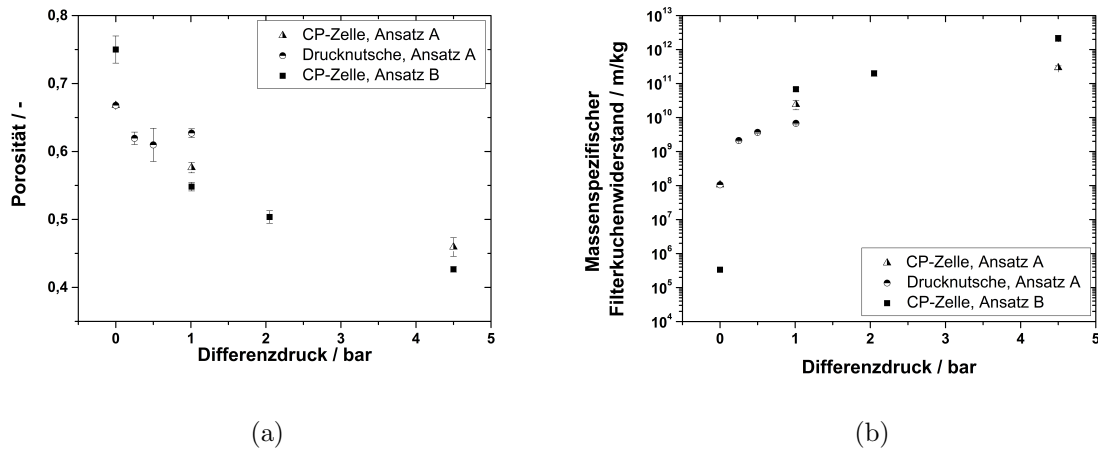 0,8
0,7
0,6
0,5
0,4
Porosität / -
CP-Zelle, Ansatz A
Drucknutsche, Ansatz A
CP-Zelle, Ansatz B
0 1 2 3 4 5
Differenzdruck / bar
(a)
10^13
10^12
10^11
10^10
10^9
10^8
10^7
10^6
10^5
10^4
Massenspezifischer
Filterkuchenwiderstand / m/kg
CP-Zelle, Ansatz A
Drucknutsche, Ansatz A
CP-Zelle, Ansatz B
0 1 2 3 4 5
Differenzdruck / bar
(b)